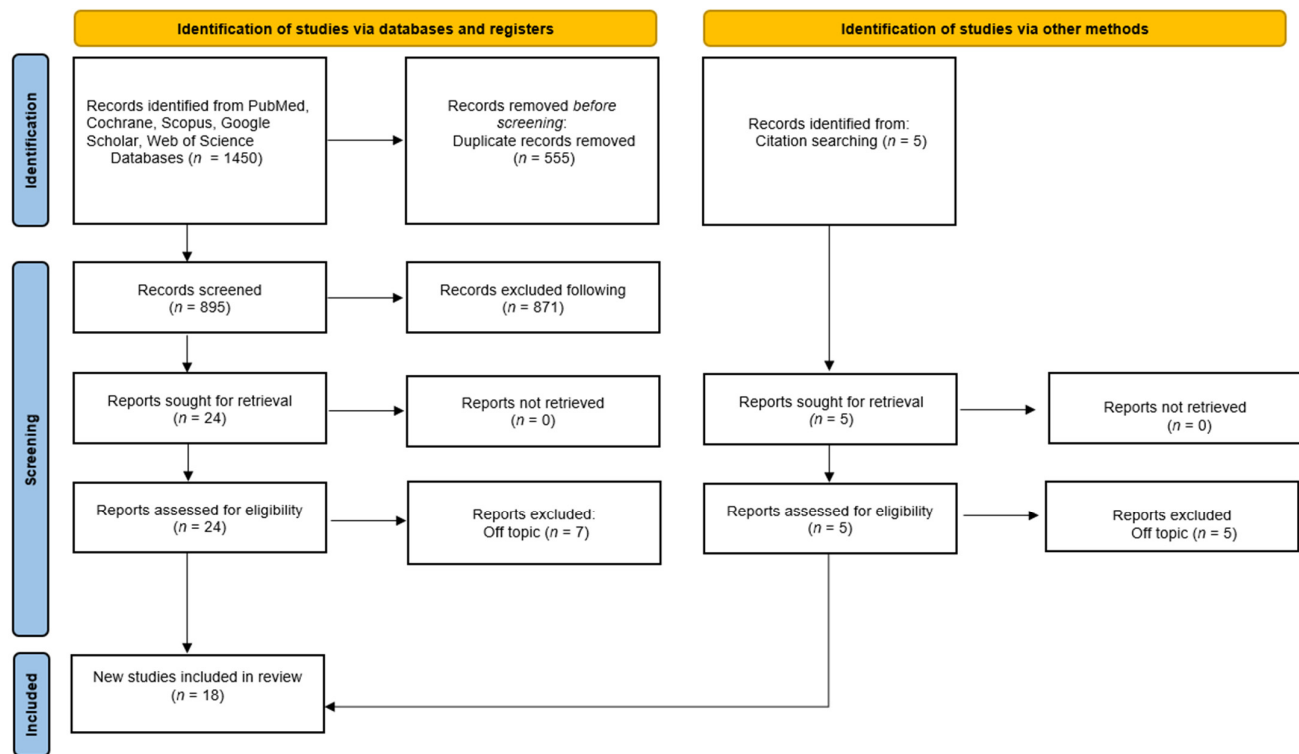 Identification of studies via databases and registers
Identification of studies via other methods
Identification
Records identified from PubMed,
Cochrane, Scopus, Google
Scholar, Web of Science
Databases (n = 1450)
Records removed before
screening:
Duplicate records removed
(n = 555)
Records identified from:
Citation searching (n = 5)
Screening
Records screened
(n = 895)
Records excluded following
(n = 871)
Reports sought for retrieval
(n = 24)
Reports not retrieved
(n = 0)
Reports sought for retrieval
(n = 5)
Reports not retrieved
(n = 0)
Reports assessed for eligibility
(n = 24)
Reports excluded:
Off topic (n = 7)
Reports assessed for eligibility
(n = 5)
Reports excluded
Off topic (n = 5)
Included
New studies included in review
(n = 18)